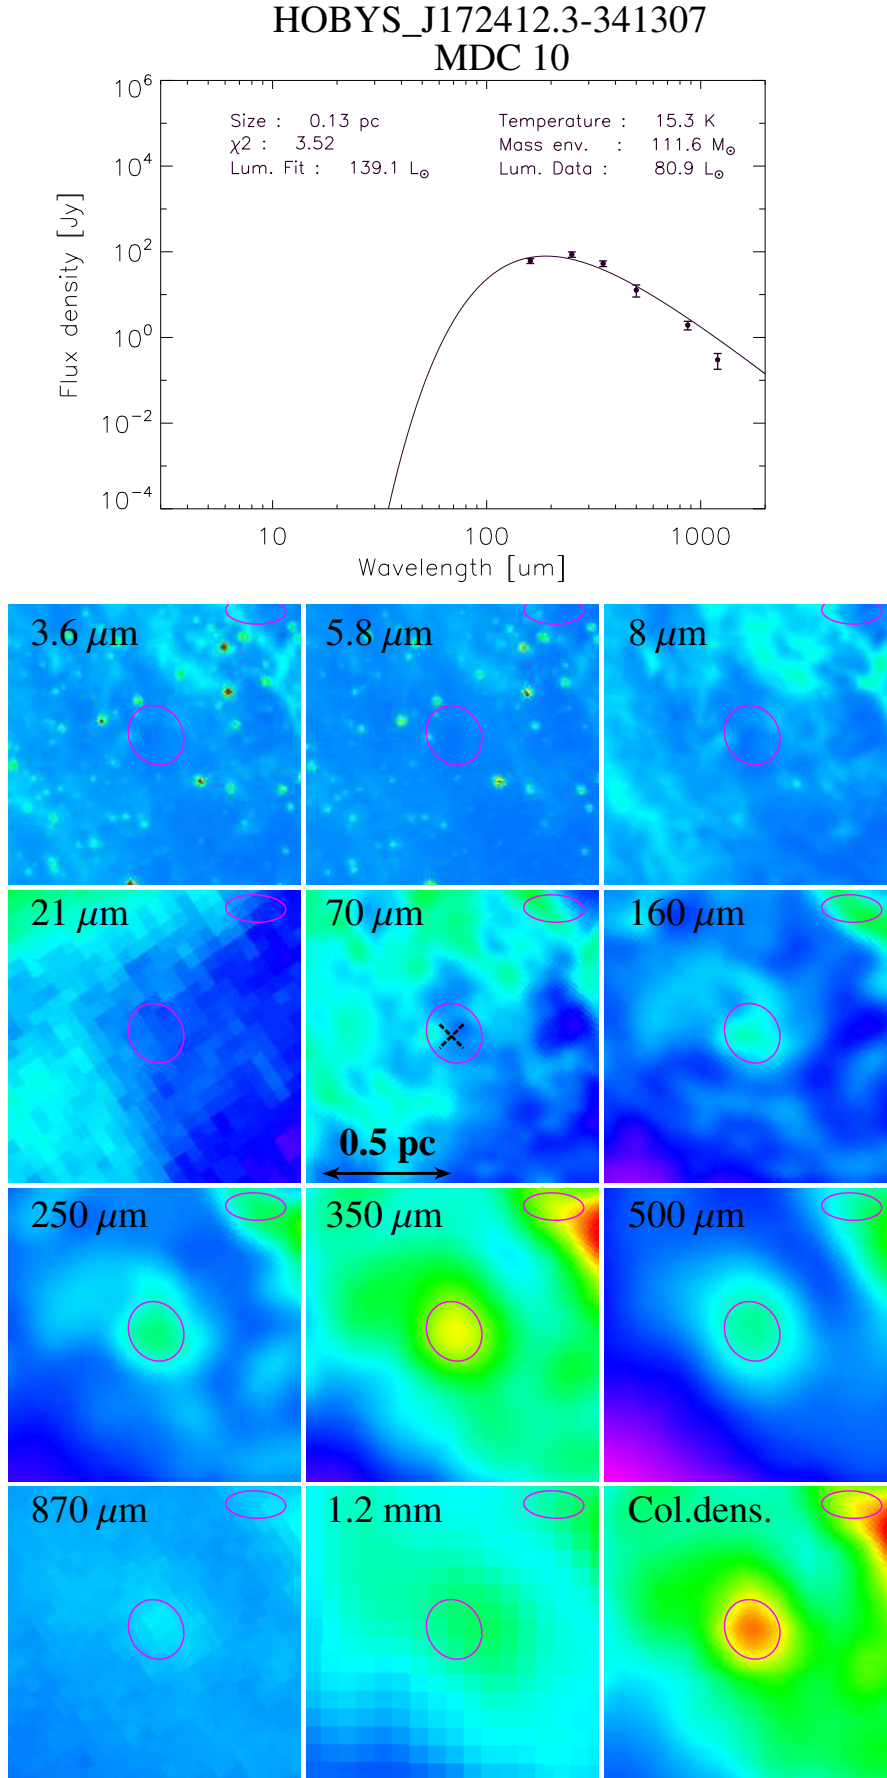 HOBYS_J172412.3-341307
MDC 10
Size : 0.13 pc Temperature : 15.3 K
χ2 : 3.52 Mass env. : 111.6 M⊙
Lum. Fit : 139.1 L⊙ Lum. Data : 80.9 L⊙
10^6
10^4
10^2
10^0
10^-2
10^-4
Flux density [Jy]
10 100 1000
Wavelength [um]
3.6 μm 5.8 μm 8 μm
21 μm 70 μm 160 μm
0.5 pc
250 μm 350 μm 500 μm
870 μm 1.2 mm Col.dens.